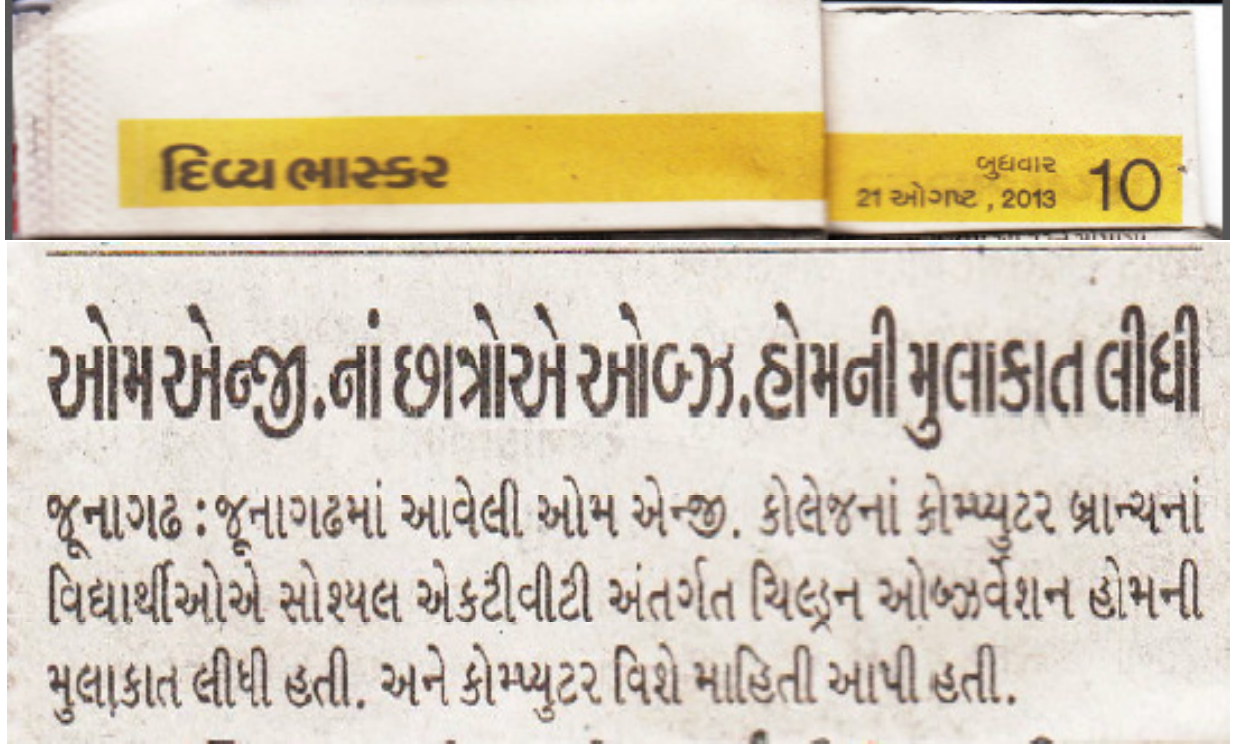 દિવ્ય ભાસ્કર
બુધવાર
21 ઓગષ્ટ , 2013
10
ઓમ એન્જી.નાં છાત્રોએ ઓબ્ઝ.હોમની મુલાકાત લીધી
જૂનાગઢ : જૂનાગઢમાં આવેલી ઓમ એન્જી. કોલેજનાં કોમ્પ્યુટર બ્રાન્ચનાં
વિદ્યાર્થીઓએ સોશ્યલ એકટીવીટી અંતર્ગત ચિલ્ડ્રન ઓબ્ઝર્વેશન હોમની
મુલાકાત લીધી હતી. અને કોમ્પ્યુટર વિશે માહિતી આપી હતી.